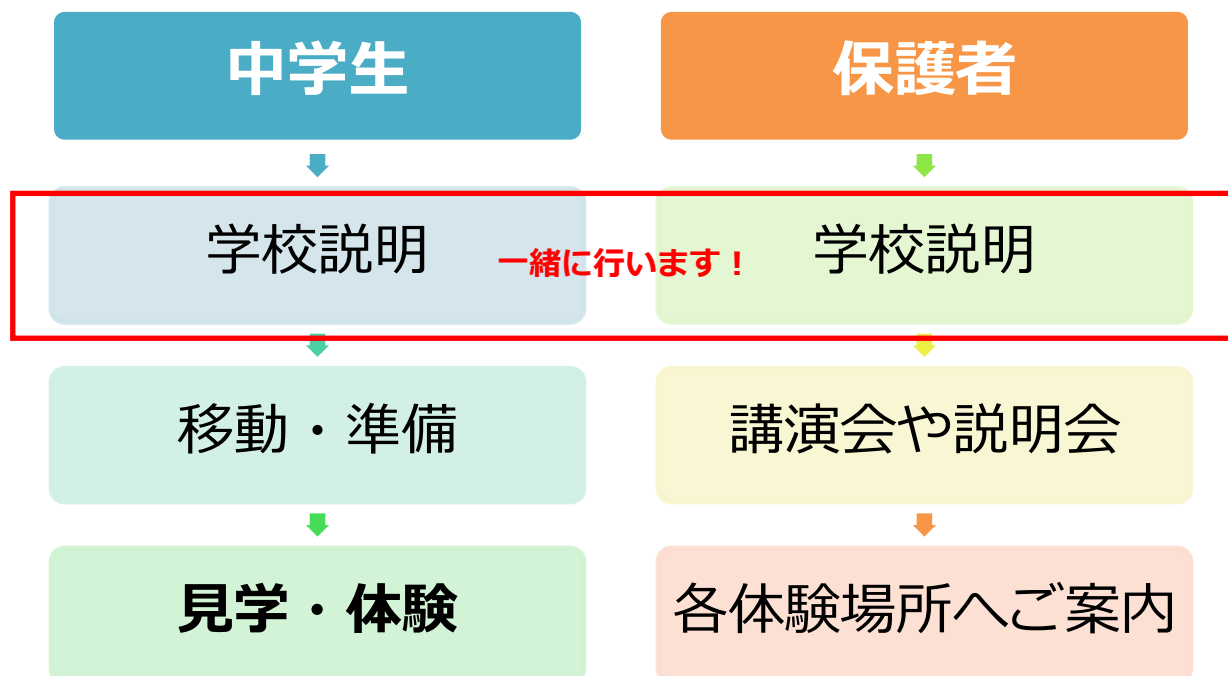 中学生
保護者
学校説明
一緒に行います！
学校説明
移動・準備
講演会や説明会
見学・体験
各体験場所へご案内